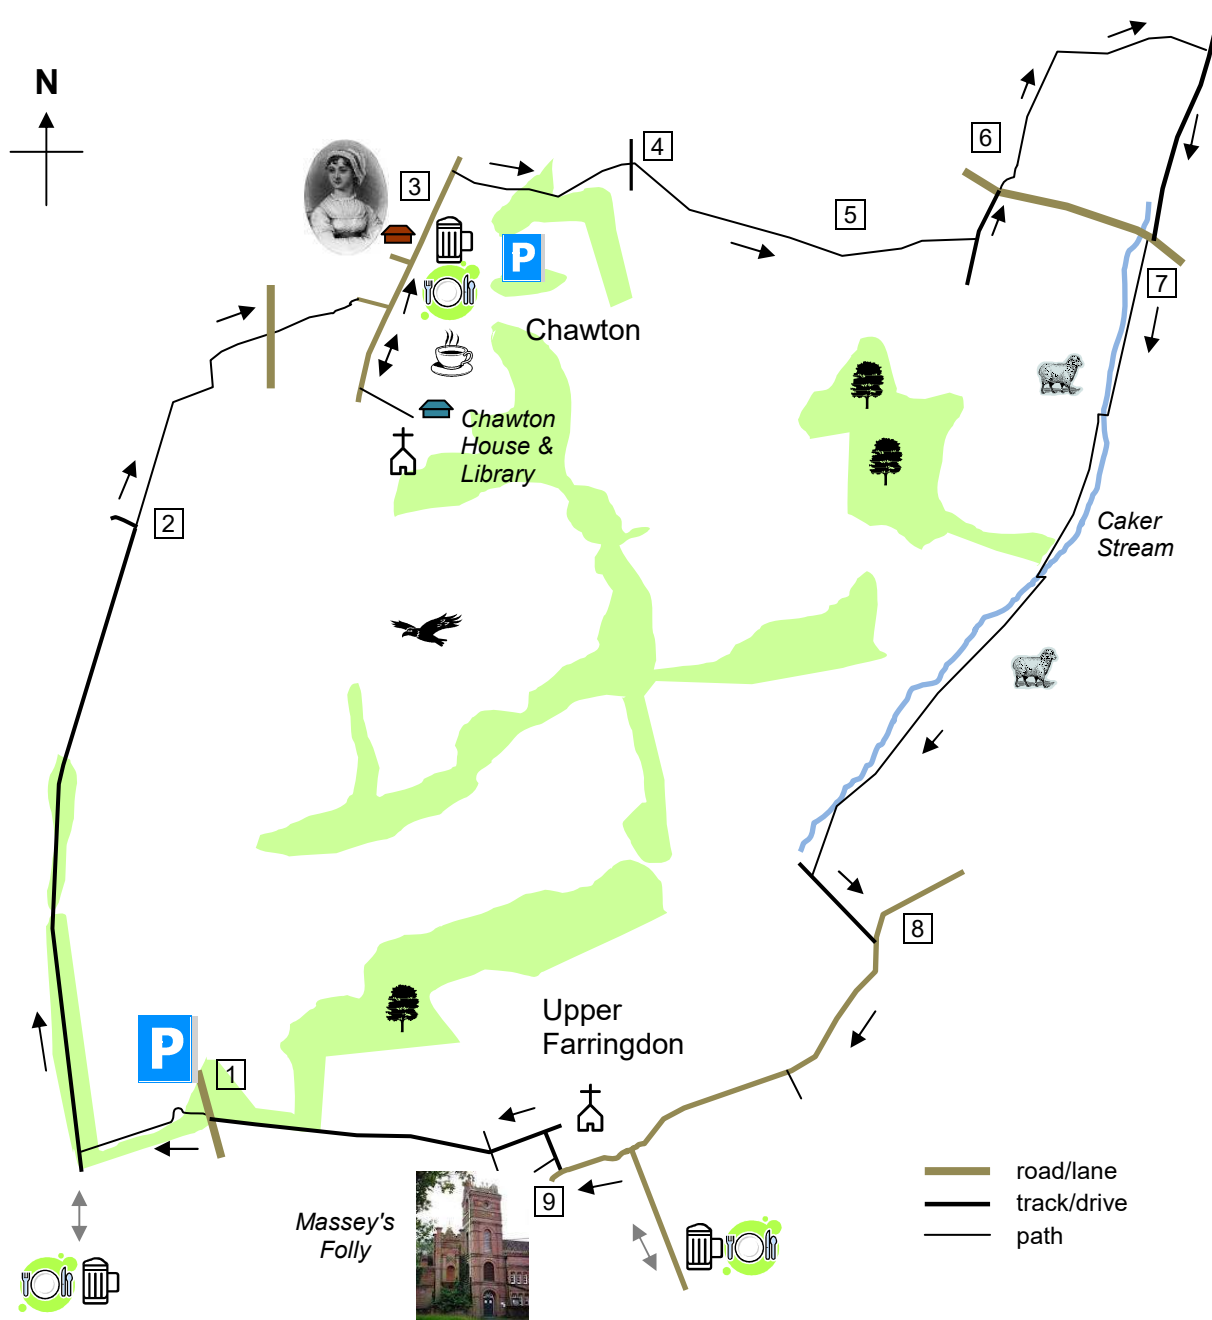 N
6
4
3
5
P
7
Chawton
Chawton
House &
Library
2
Caker
Stream
8
Upper
Farringdon
P
1
road/lane
9
track/drive
Massey's
Folly
path